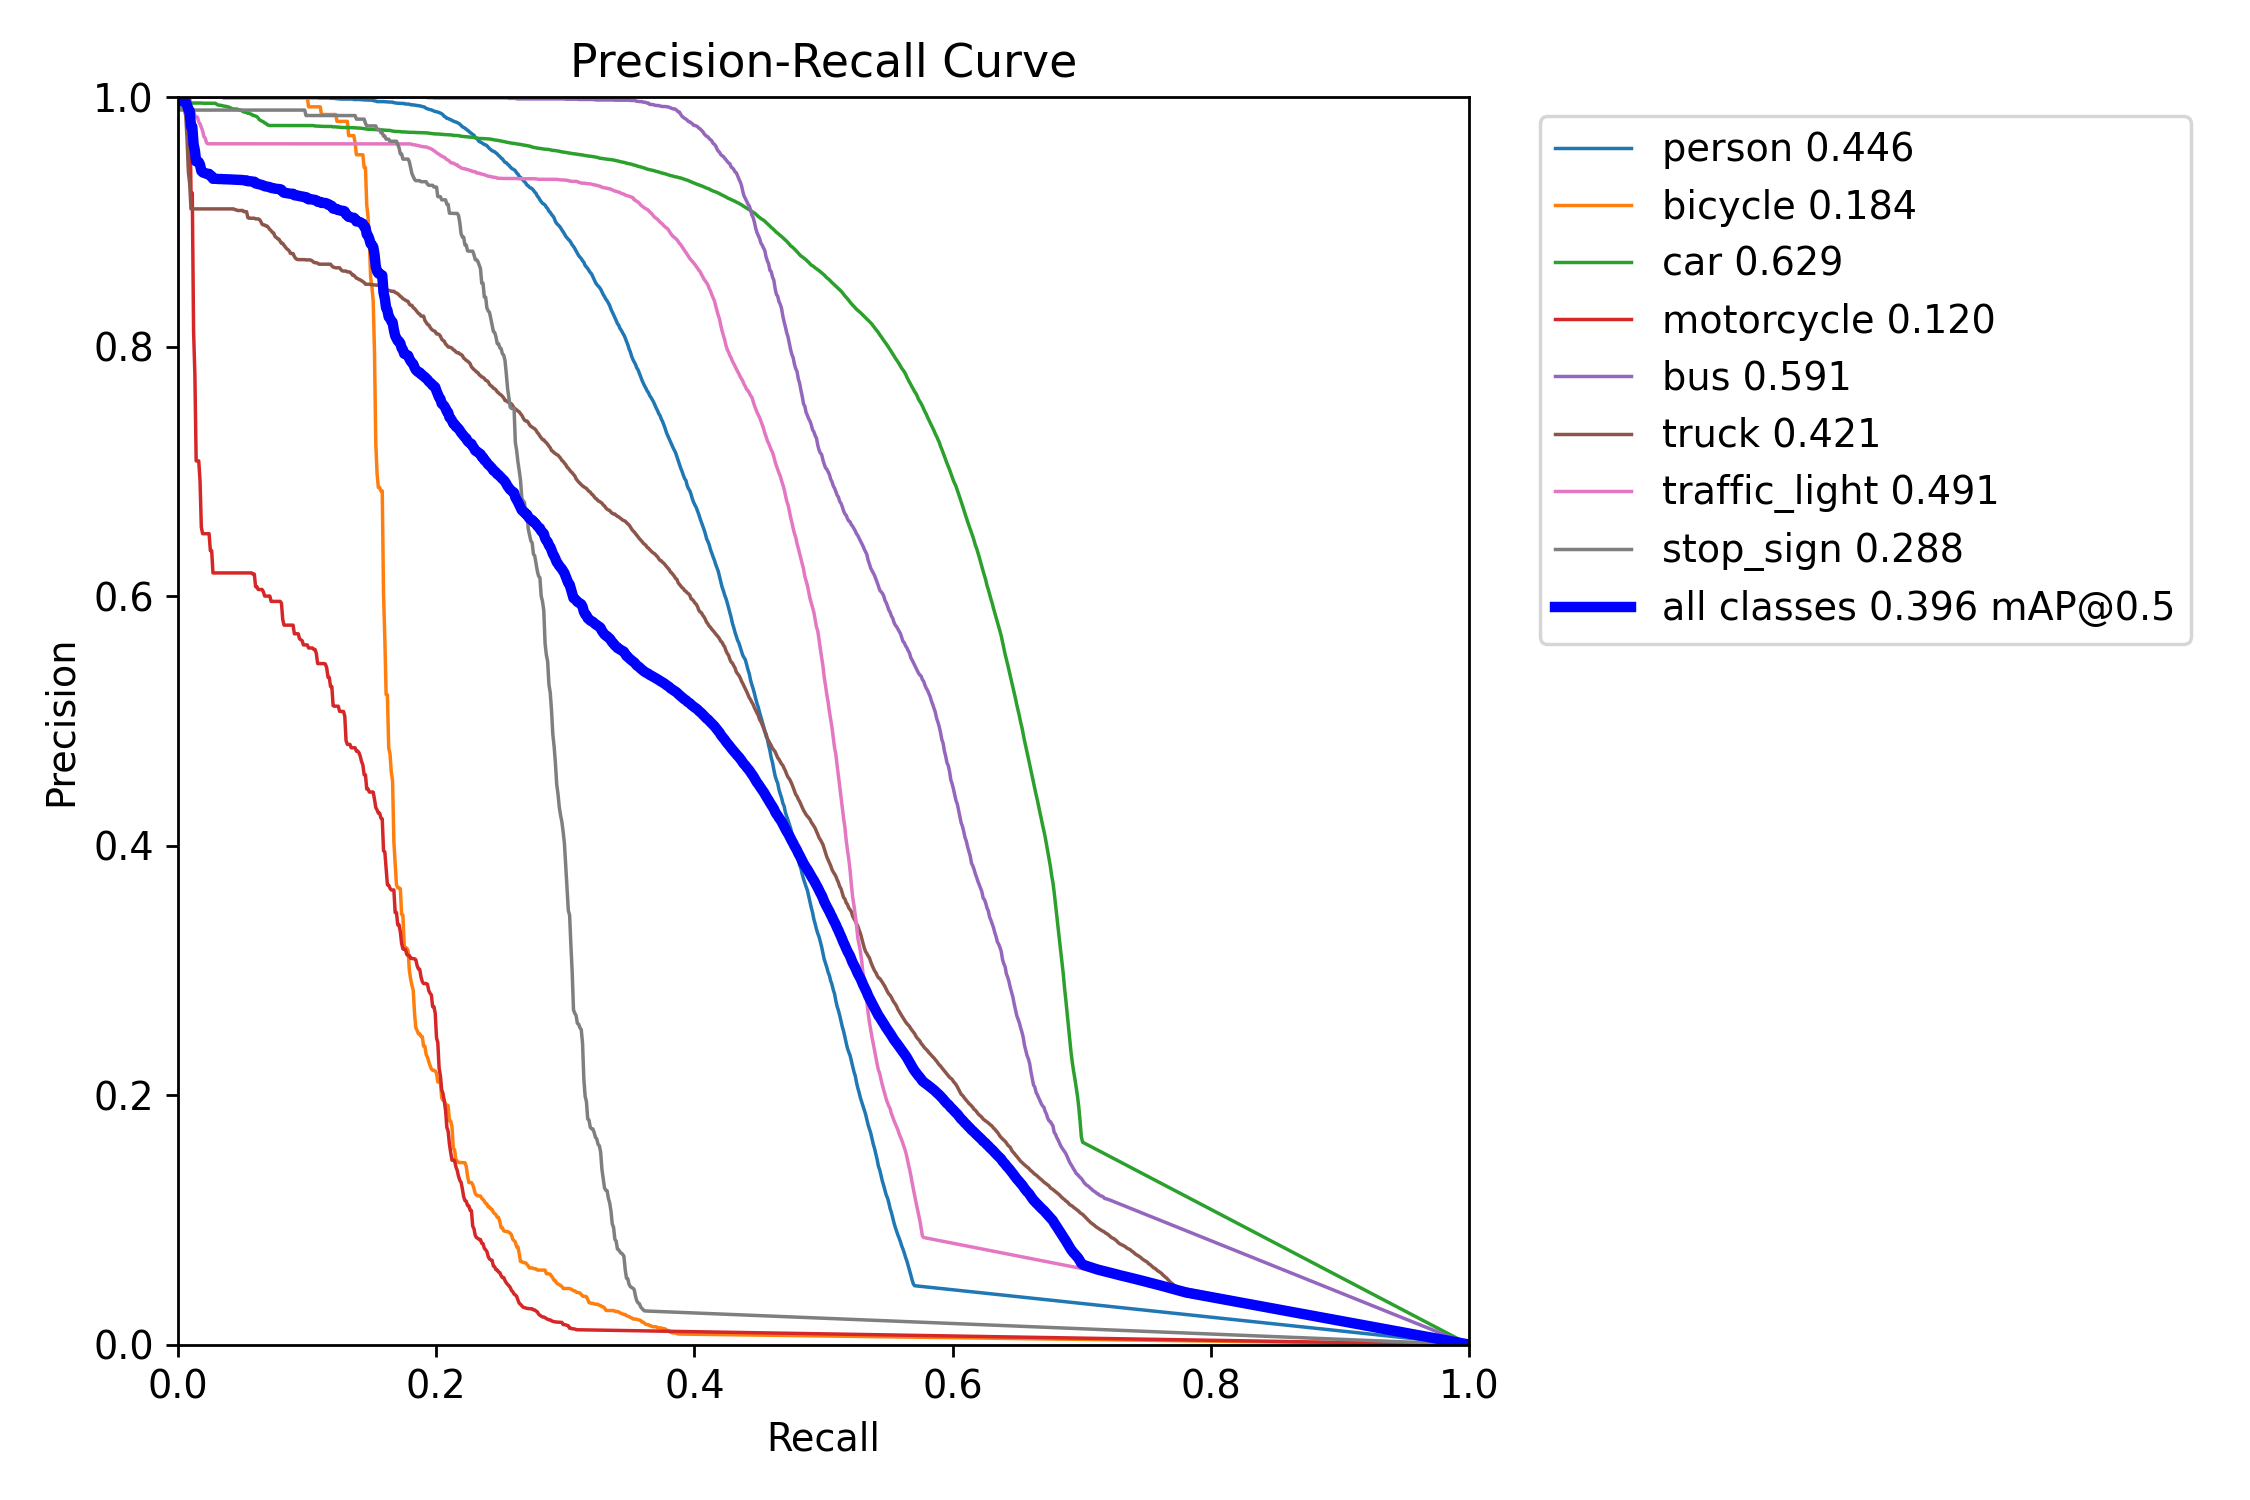 Precision-Recall Curve
1.0
0.8
0.6
0.4
0.2
0.0
Precision
0.0 0.2 0.4 0.6 0.8 1.0
Recall
person 0.446
bicycle 0.184
car 0.629
motorcycle 0.120
bus 0.591
truck 0.421
traffic_light 0.491
stop_sign 0.288
all classes 0.396 mAP@0.5